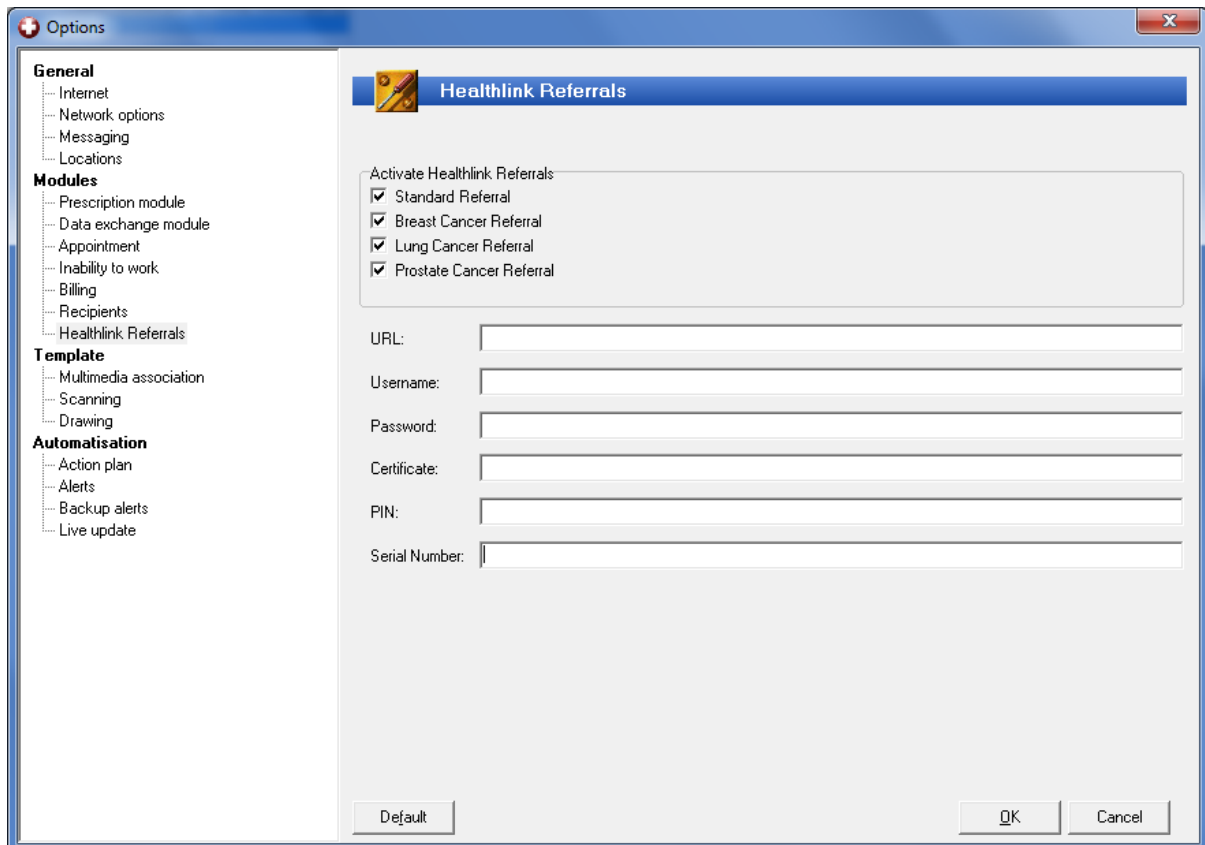 Options
x
General
Internet
Network options
Messaging
Locations
Modules
Prescription module
Data exchange module
Appointment
Inability to work
Billing
Recipients
Healthlink Referrals
Template
Multimedia association
Scanning
Drawing
Automatisation
Action plan
Alerts
Backup alerts
Live update
Healthlink Referrals
Activate Healthlink Referrals
Standard Referral
Breast Cancer Referral
Lung Cancer Referral
Prostate Cancer Referral
URL:
Username:
Password:
Certificate:
PIN:
Serial Number:
Default OK Cancel